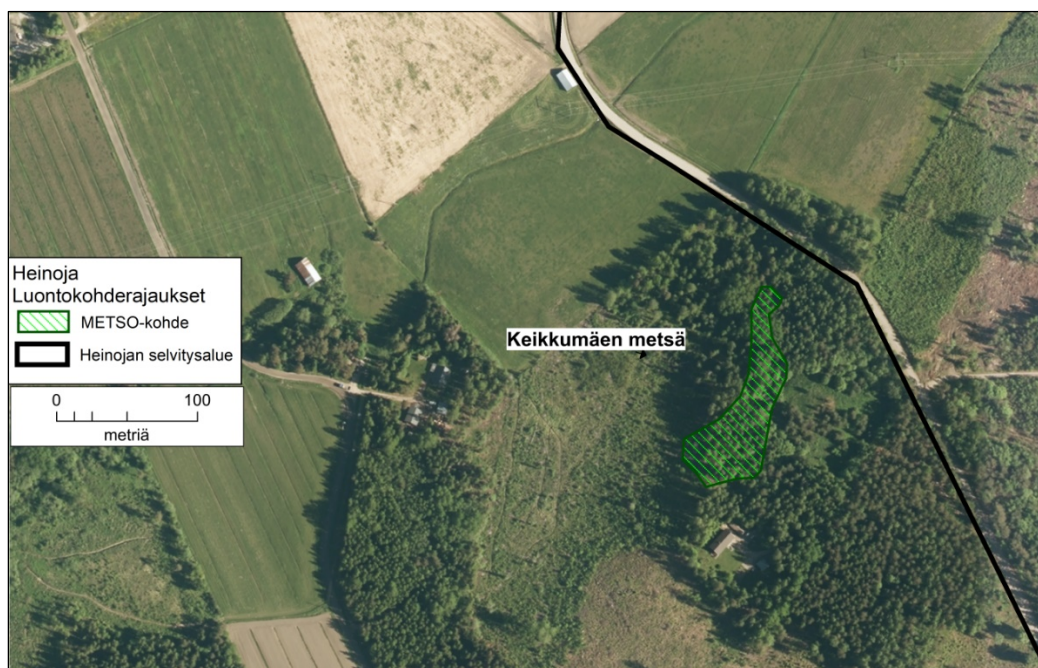 Heinoja
Luontokohderajaukset
METSO-kohde
Heinojan selvitysalue
0 100
metriä
Keikkumäen metsä